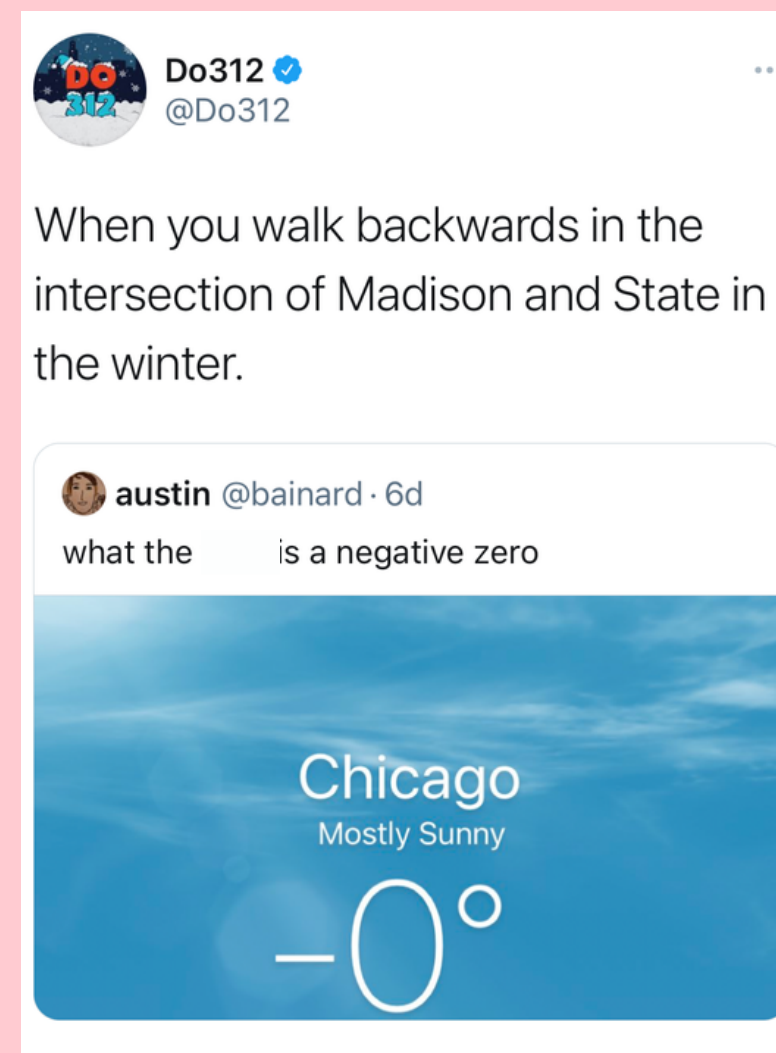 DO
312
Do312
@Do312
When you walk backwards in the
intersection of Madison and State in
the winter.
austin @bainard · 6d
what the is a negative zero
Chicago
Mostly Sunny
–0°